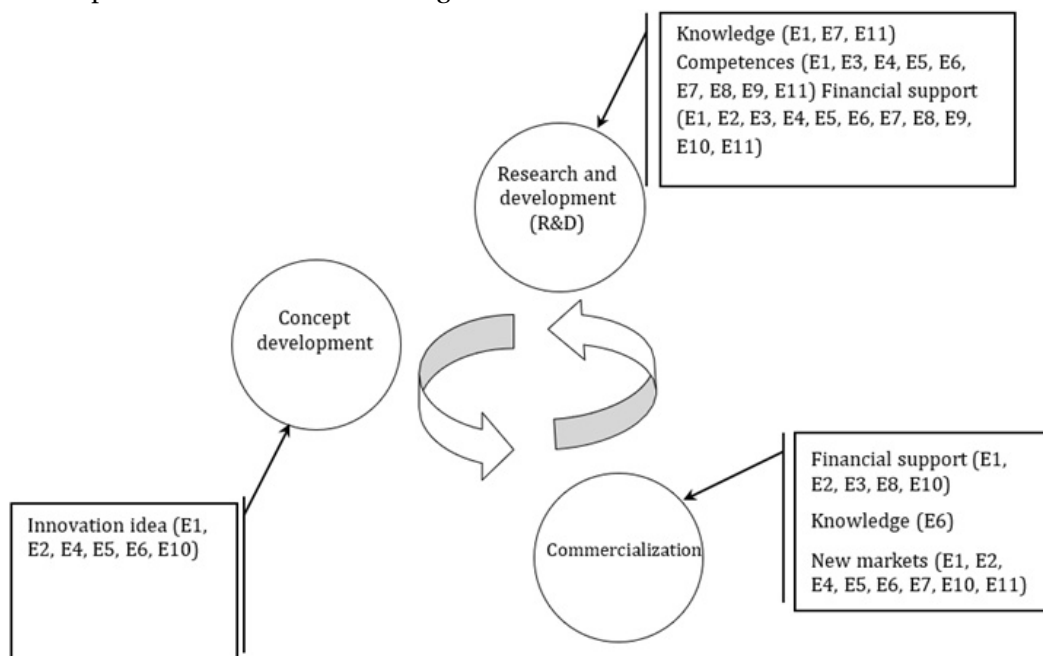 Knowledge (E1, E7, E11)
Competences (E1, E3, E4, E5, E6,
E7, E8, E9, E11) Financial support
(E1, E2, E3, E4, E5, E6, E7, E8, E9,
E10, E11)
Research and
development
(R&D)
Concept
development
Innovation idea (E1,
E2, E4, E5, E6, E10)
Commercialization
Financial support (E1,
E2, E3, E8, E10)
Knowledge (E6)
New markets (E1, E2,
E4, E5, E6, E7, E10, E11)